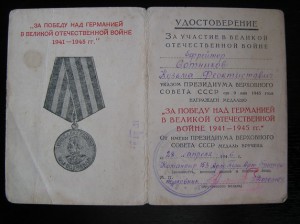 „ЗА ПОБЕДУ НАД ГЕРМАНИЕЙ
В ВЕЛИКОЙ ОТЕЧЕСТВЕННОЙ ВОЙНЕ
1941—1945 гг."
УДОСТОВЕРЕНИЕ
ЗА УЧАСТИЕ В ВЕЛИКОЙ
ОТЕЧЕСТВЕННОЙ ВОЙНЕ
ефрейтор
Сотников
УКАЗОМ ПРЕЗИДИУМА ВЕРХОВНОГО
СОВЕТА СССР от 9 мая 1945 года
НАГРАЖДЕН МЕДАЛЬЮ
„ЗА ПОБЕДУ НАД ГЕРМАНИЕЙ
В ВЕЛИКОЙ ОТЕЧЕСТВЕННОЙ
ВОЙНЕ 1941—1945 гг."
ОТ ИМЕНИ ПРЕЗИДИУМА ВЕРХОВНОГО
СОВЕТА СССР МЕДАЛЬ ВРУЧЕНА